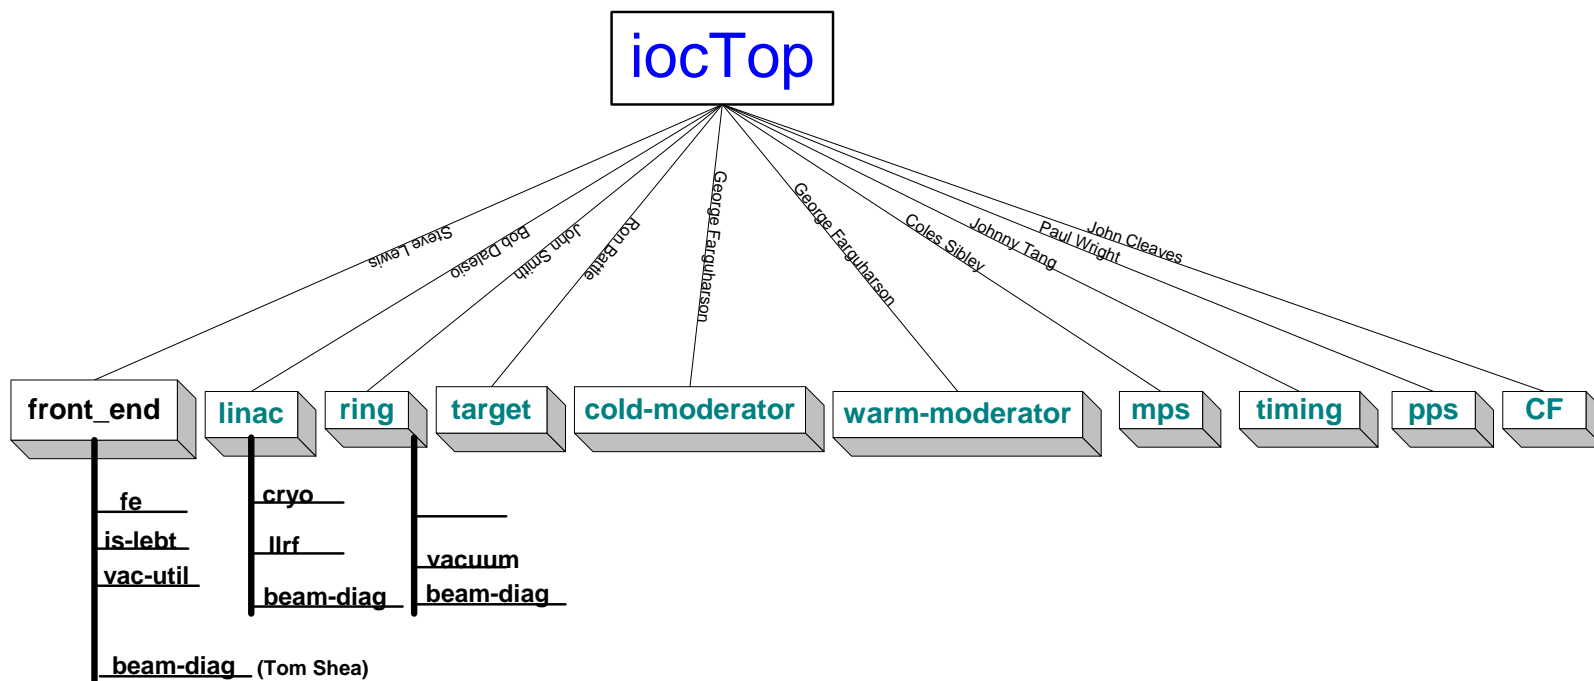 iocTop
Steve Lewis
Bob Dalesio
John Smith
Ron Battle
George Farguharson
George Farguharson
Coles Sibley
Johnny Tang
Paul Wright
John Cleaves
front_end
linac
ring
target
cold-moderator
warm-moderator
mps
timing
pps
CF
fe
is-lebt
vac-util
beam-diag (Tom Shea)
cryo
llrf
beam-diag
vacuum
beam-diag